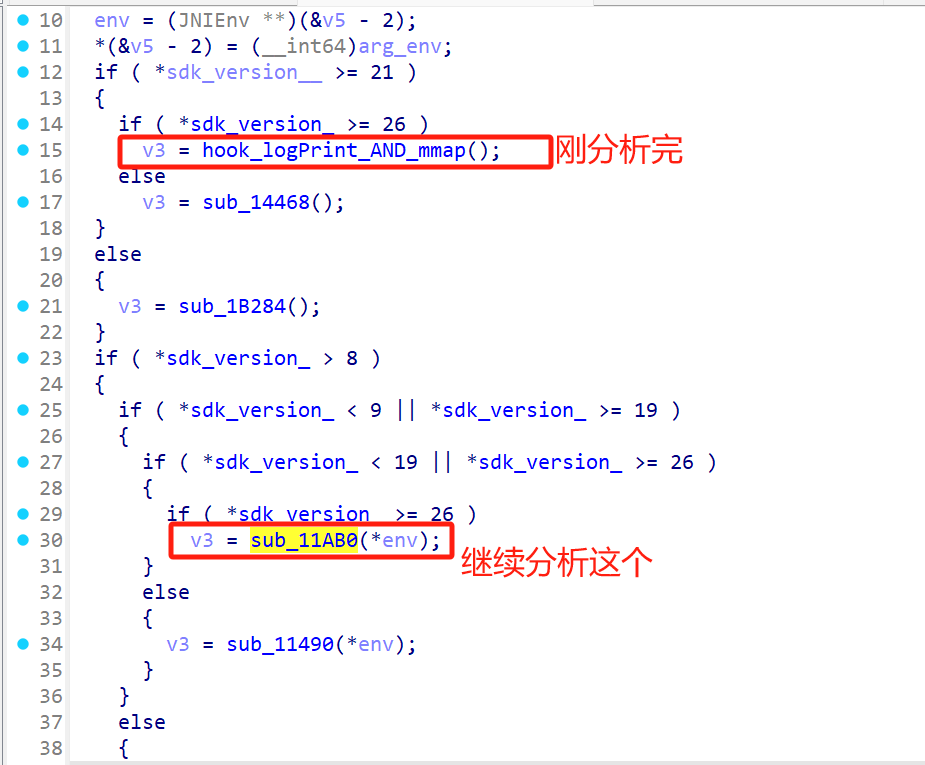 10 env = (JNIEnv **)(&v5 - 2);
11 *(&v5 - 2) = (__int64)arg_env;
12 if ( *sdk_version__ >= 21 )
13 {
14 if ( *sdk_version_ >= 26 )
15 v3 = hook_logPrint_AND_mmap(); 刚分析完
16 else
17 v3 = sub_14468();
18 }
19 else
20 {
21 v3 = sub_1B284();
22 }
23 if ( *sdk_version_ > 8 )
24 {
25 if ( *sdk_version_ < 9 || *sdk_version_ >= 19 )
26 {
27 if ( *sdk_version_ < 19 || *sdk_version_ >= 26 )
28 {
29 if ( *sdk_version_ >= 26 )
30 v3 = sub_11AB0(*env); 继续分析这个
31 }
32 else
33 {
34 v3 = sub_11490(*env);
35 }
36 }
37 else
38 {